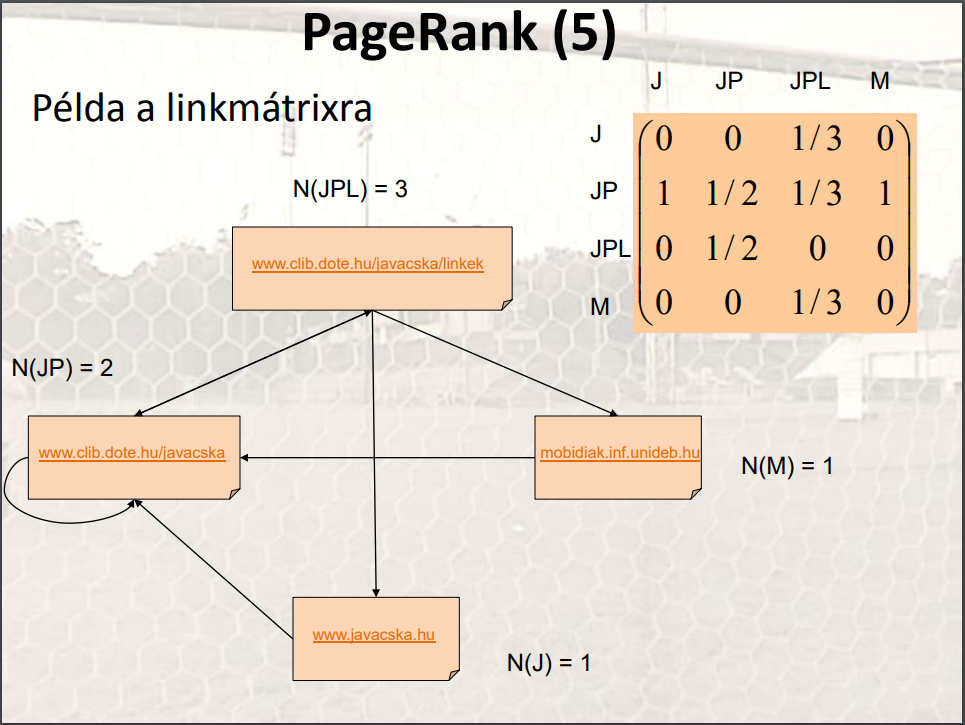 PageRank (5)
Példa a linkmátrixra
J JP JPL M
J 0 0 1/3 0
JP 1 1/2 1/3 1
JPL 0 1/2 0 0
M 0 0 1/3 0
N(JPL) = 3
www.clib.dote.hu/javacska/linkek
N(JP) = 2
www.clib.dote.hu/javacska
mobidiak.inf.unideb.hu
N(M) = 1
www.javacska.hu
N(J) = 1